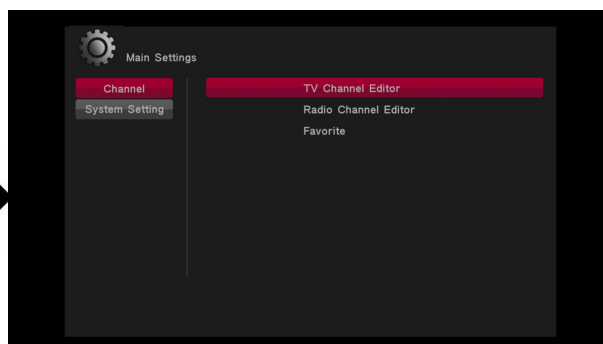 Main Settings
Channel
TV Channel Editor
System Setting
Radio Channel Editor
Favorite